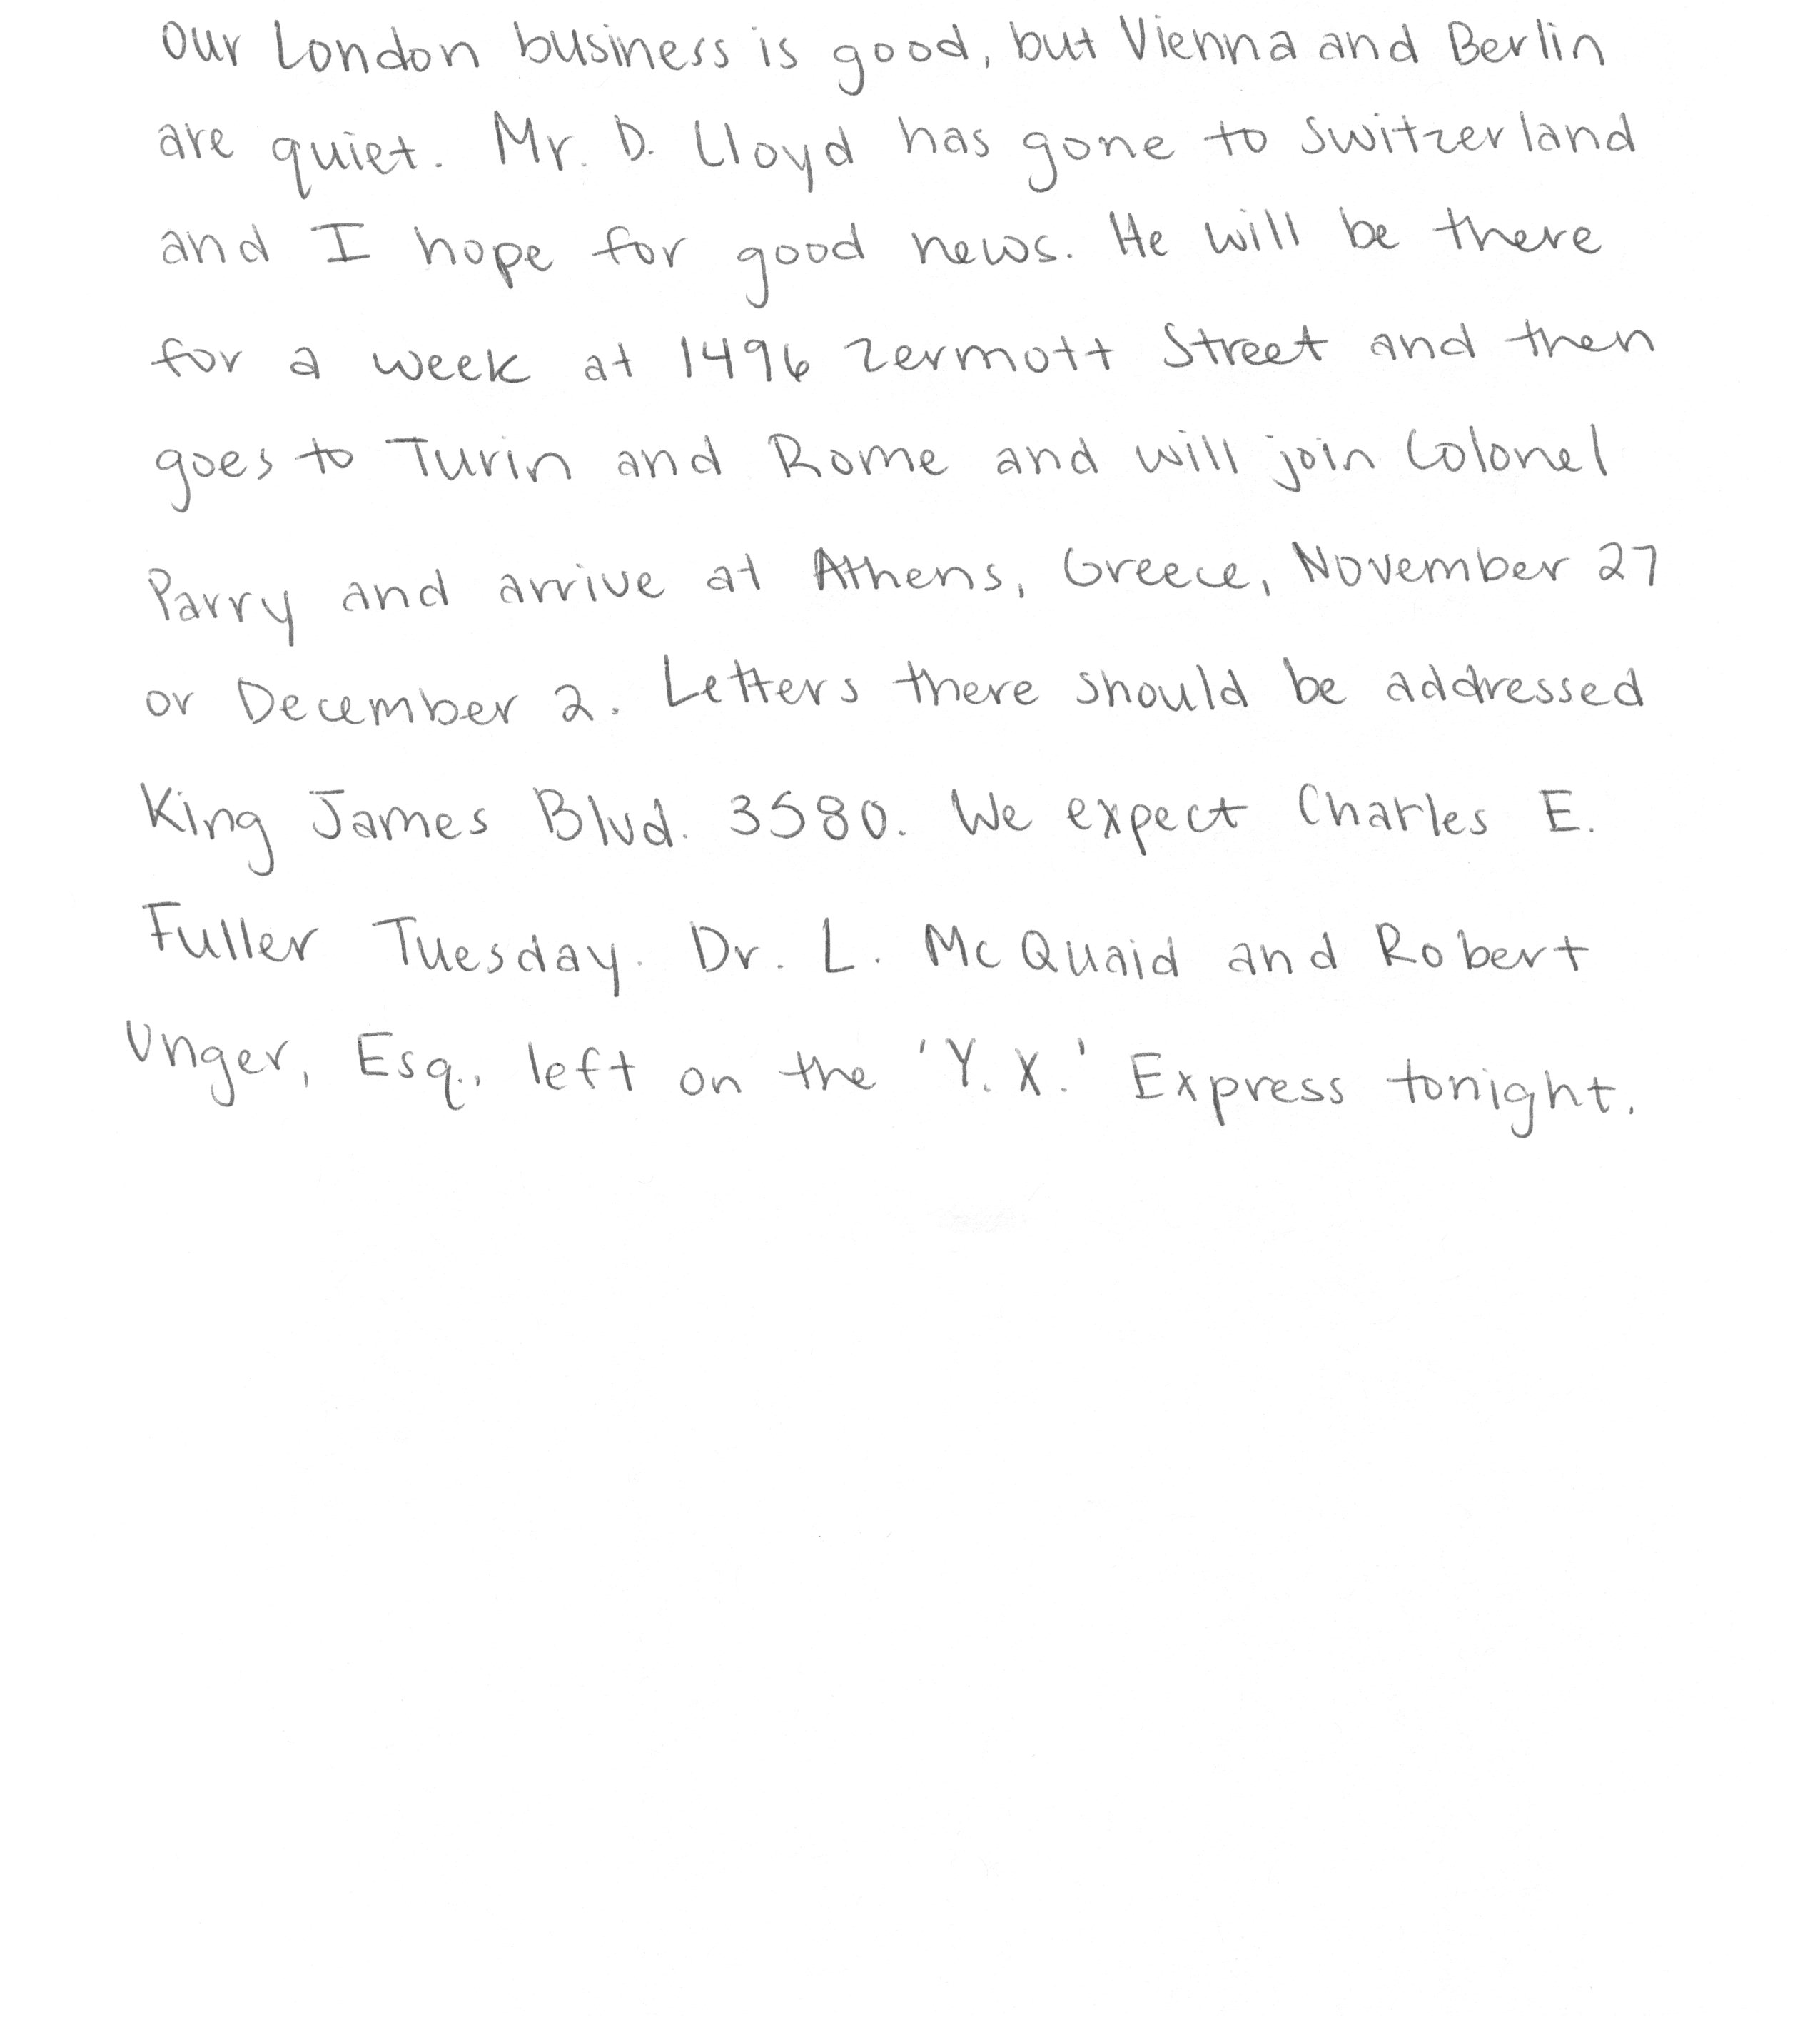 Our London business is good, but Vienna and Berlin
are quiet. Mr. D. Lloyd has gone to Switzerland
and I hope for good news. He will be there
for a week at 1496 Zermott Street and then
goes to Turin and Rome and will join Colonel
Parry and arrive at Athens, Greece, November 27
or December 2. Letters there should be addressed
King James Blvd. 3580. We expect Charles E.
Fuller Tuesday. Dr. L. McQuaid and Robert
Unger, Esq., left on the 'Y.X.' Express tonight.